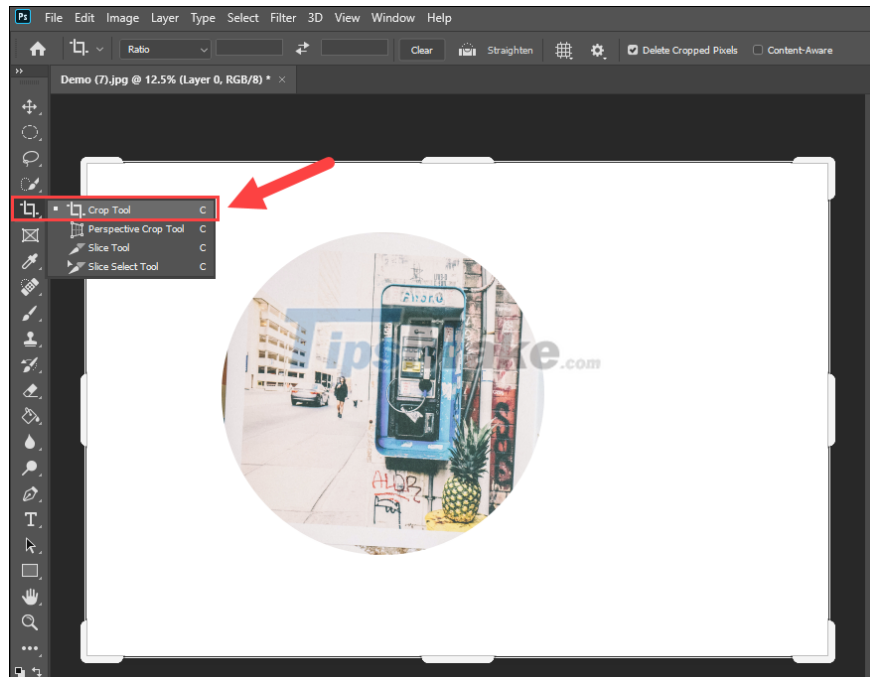 Ps File Edit Image Layer Type Select Filter 3D View Window Help
Ratio Clear Straighten Delete Cropped Pixels Content-Aware
Demo (7).jpg @ 12.5% (Layer 0, RGB/8) * ×
Crop Tool C
Perspective Crop Tool C
Slice Tool C
Slice Select Tool C
Phone
TipsMake.com
T